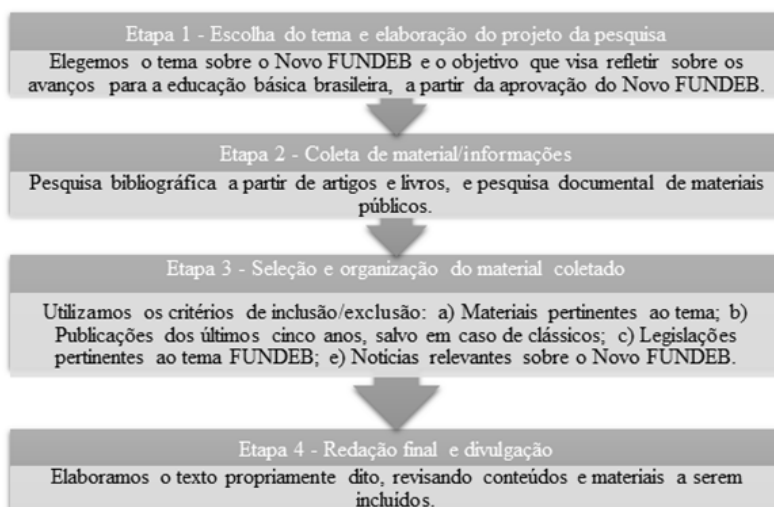 Etapa 1 - Escolha do tema e elaboração do projeto da pesquisa
Elegemos o tema sobre o Novo FUNDEB e o objetivo que visa refletir sobre os
avanços para a educação básica brasileira, a partir da aprovação do Novo FUNDEB.
Etapa 2 - Coleta de material/informações
Pesquisa bibliográfica a partir de artigos e livros, e pesquisa documental de materiais
públicos.
Etapa 3 - Seleção e organização do material coletado
Utilizamos os critérios de inclusão/exclusão: a) Materiais pertinentes ao tema; b)
Publicações dos últimos cinco anos, salvo em caso de clássicos; c) Legislações
pertinentes ao tema FUNDEB; e) Notícias relevantes sobre o Novo FUNDEB.
Etapa 4 - Redação final e divulgação
Elaboramos o texto propriamente dito, revisando conteúdos e materiais a serem
incluídos.